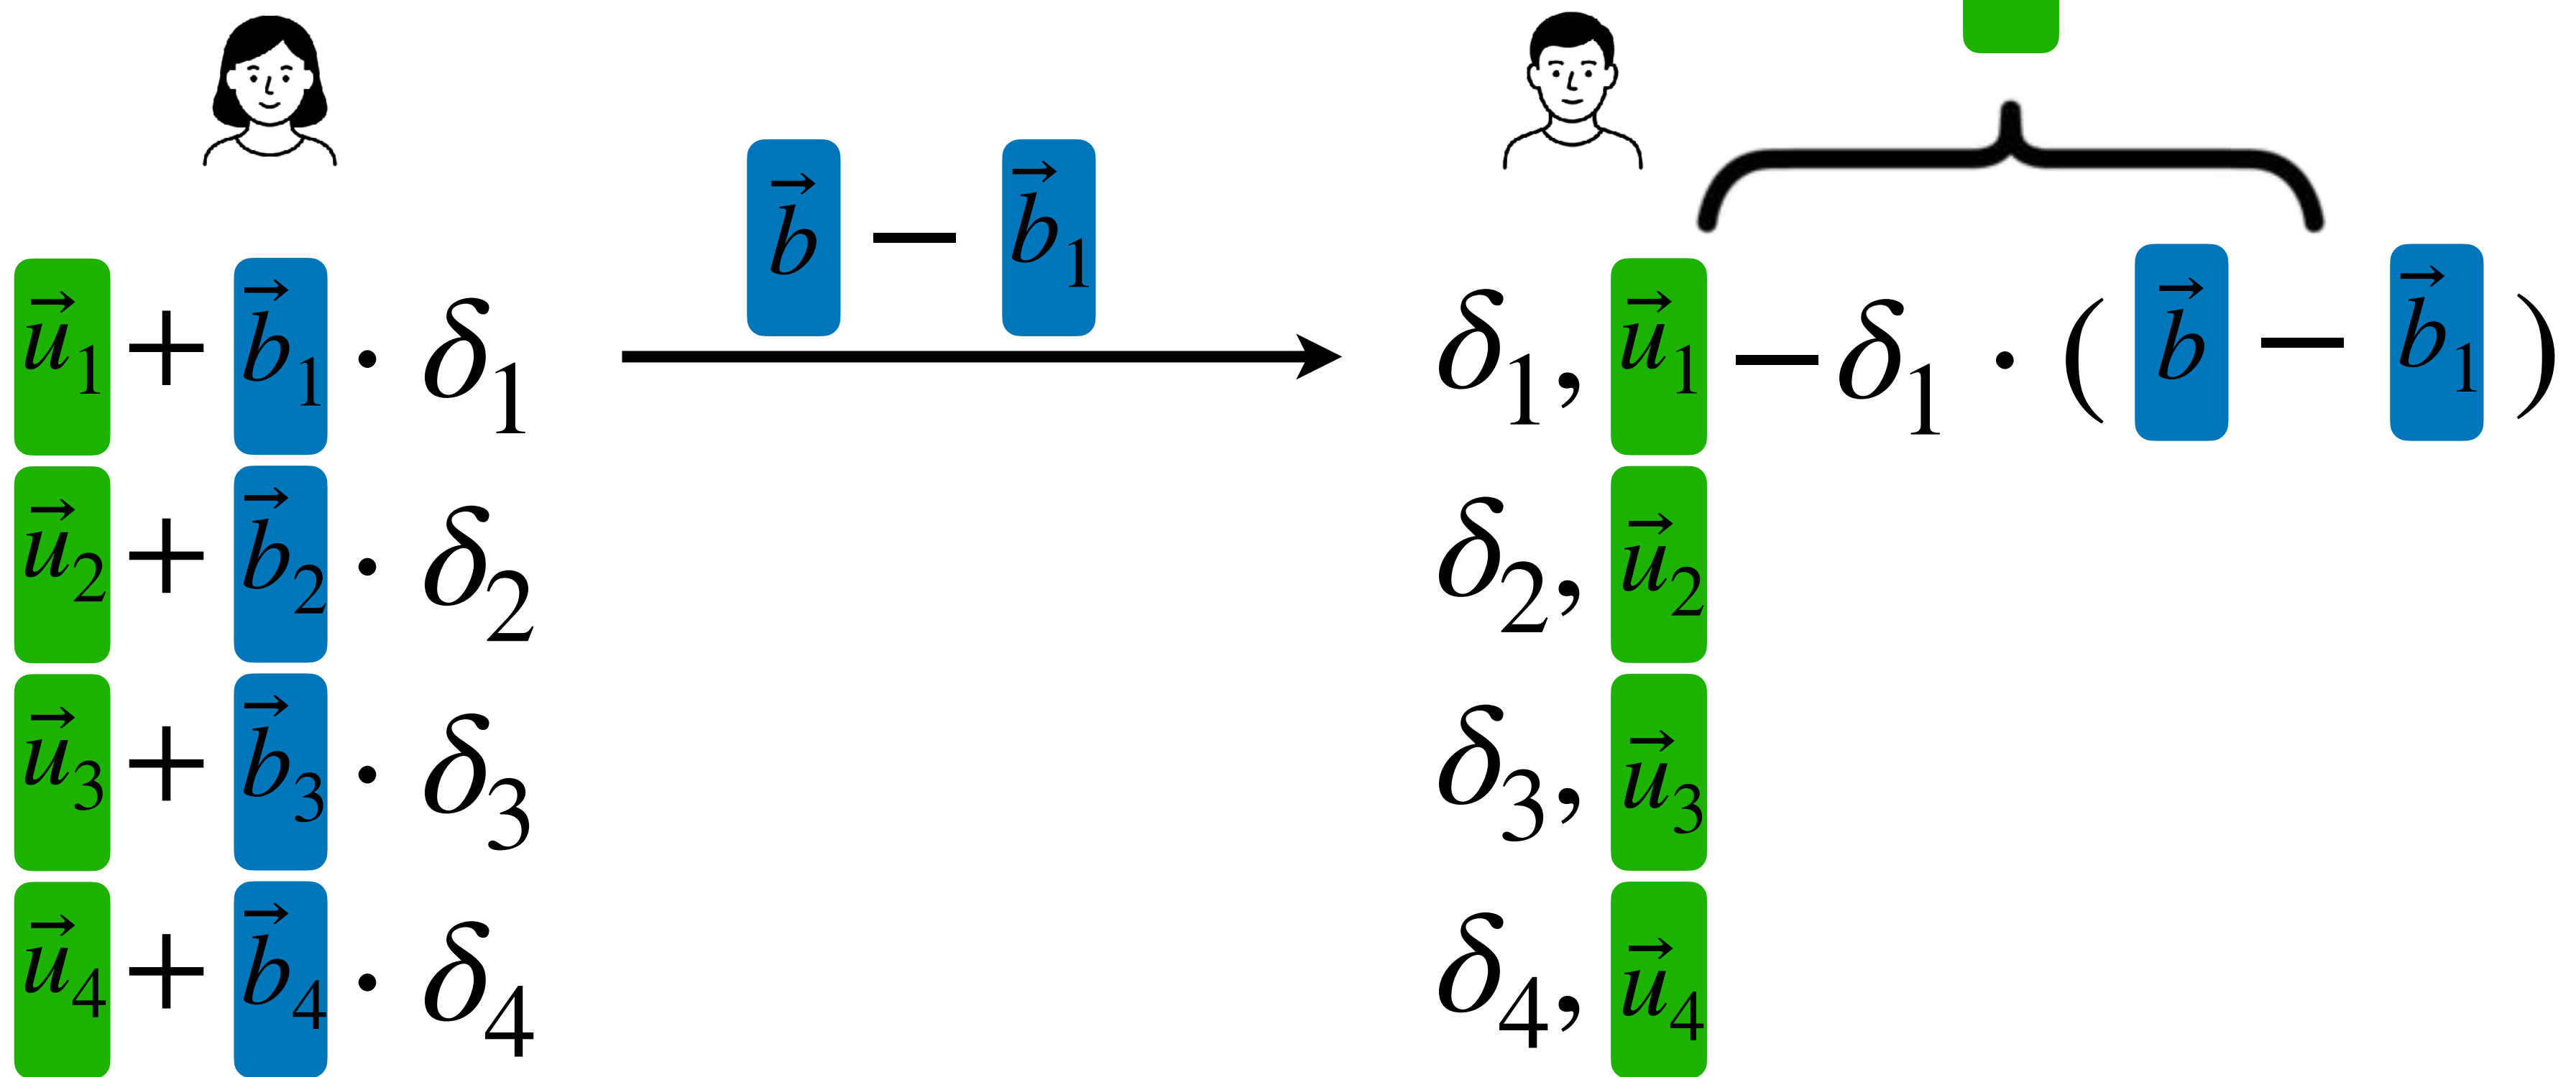 b⃗ − b⃗₁
u⃗₁ + b⃗₁ · δ₁
δ₁, u⃗₁ − δ₁ · ( b⃗ − b⃗₁ )
u⃗₂ + b⃗₂ · δ₂
δ₂, u⃗₂
u⃗₃ + b⃗₃ · δ₃
δ₃, u⃗₃
u⃗₄ + b⃗₄ · δ₄
δ₄, u⃗₄